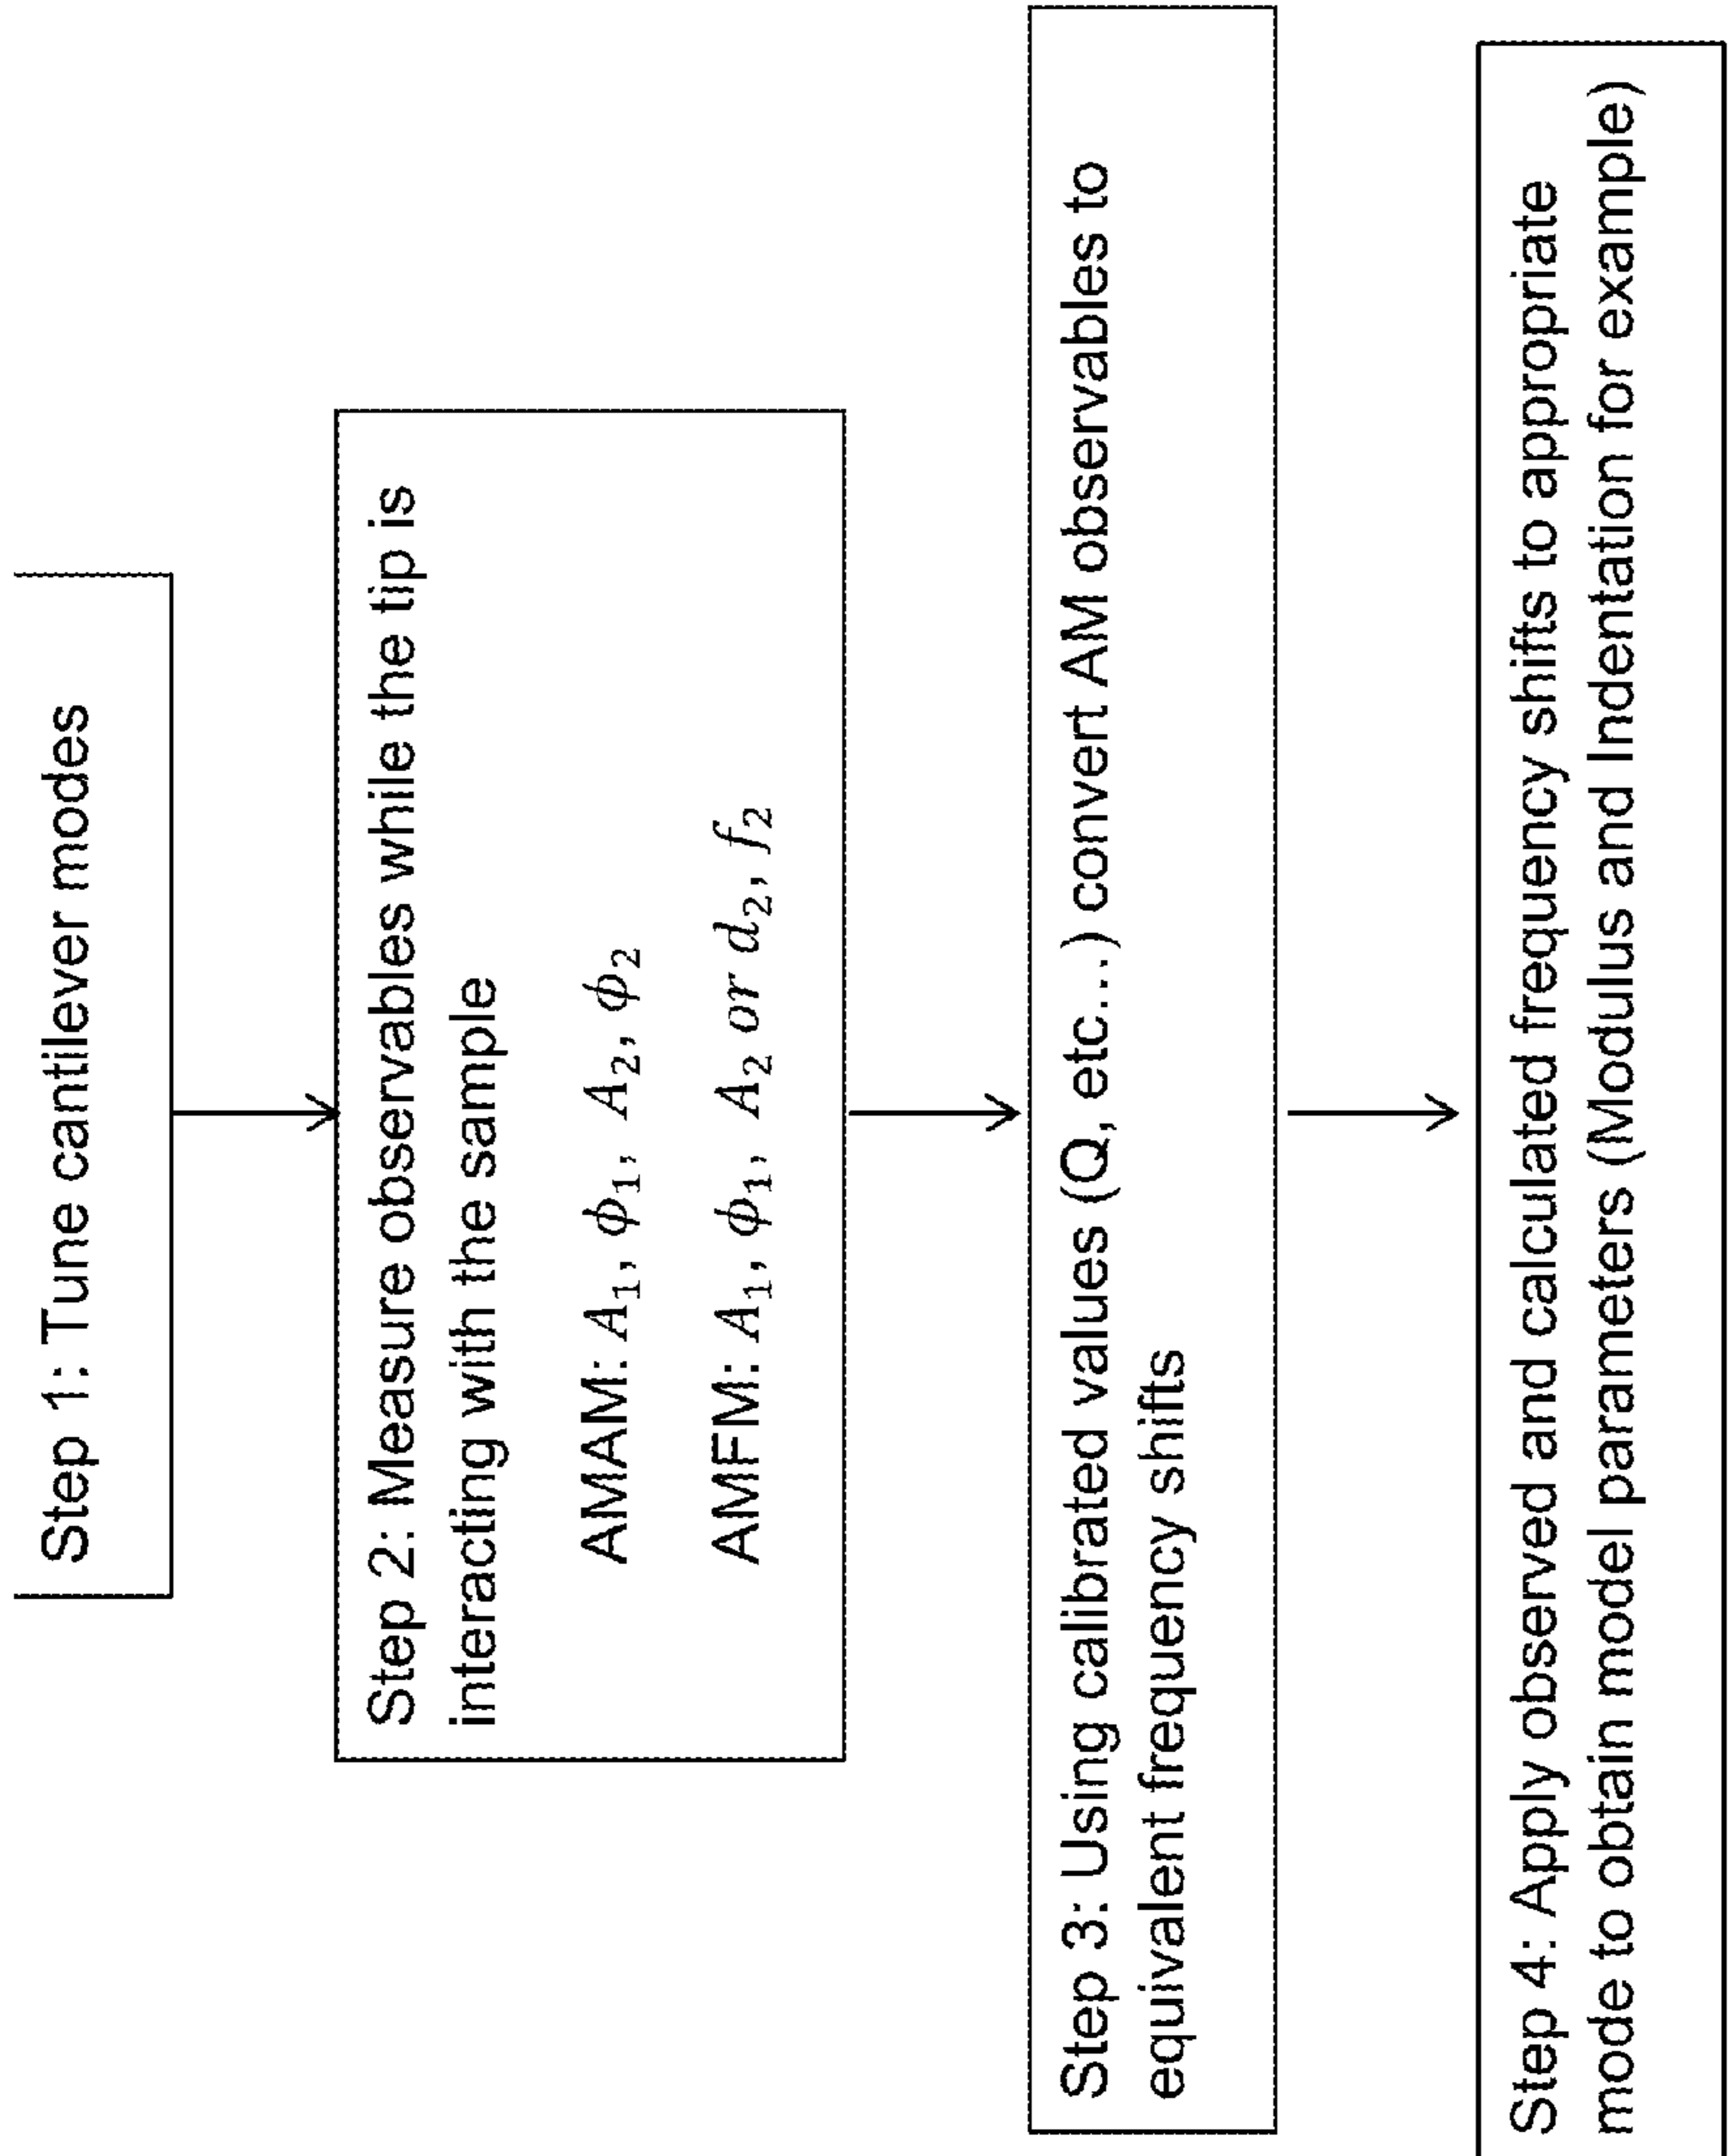 Step 1: Tune cantilever modes
Step 2: Measure observables while the tip is
interacting with the sample
AMAM: A₁, ϕ₁, A₂, ϕ₂
AMFM: A₁, ϕ₁, A₂ or d₂, f₂
Step 3: Using calibrated values (Q, etc...) convert AM observables to
equivalent frequency shifts
Step 4: Apply observed and calculated frequency shifts to appropriate
mode to obtain model parameters (Modulus and Indentation for example)